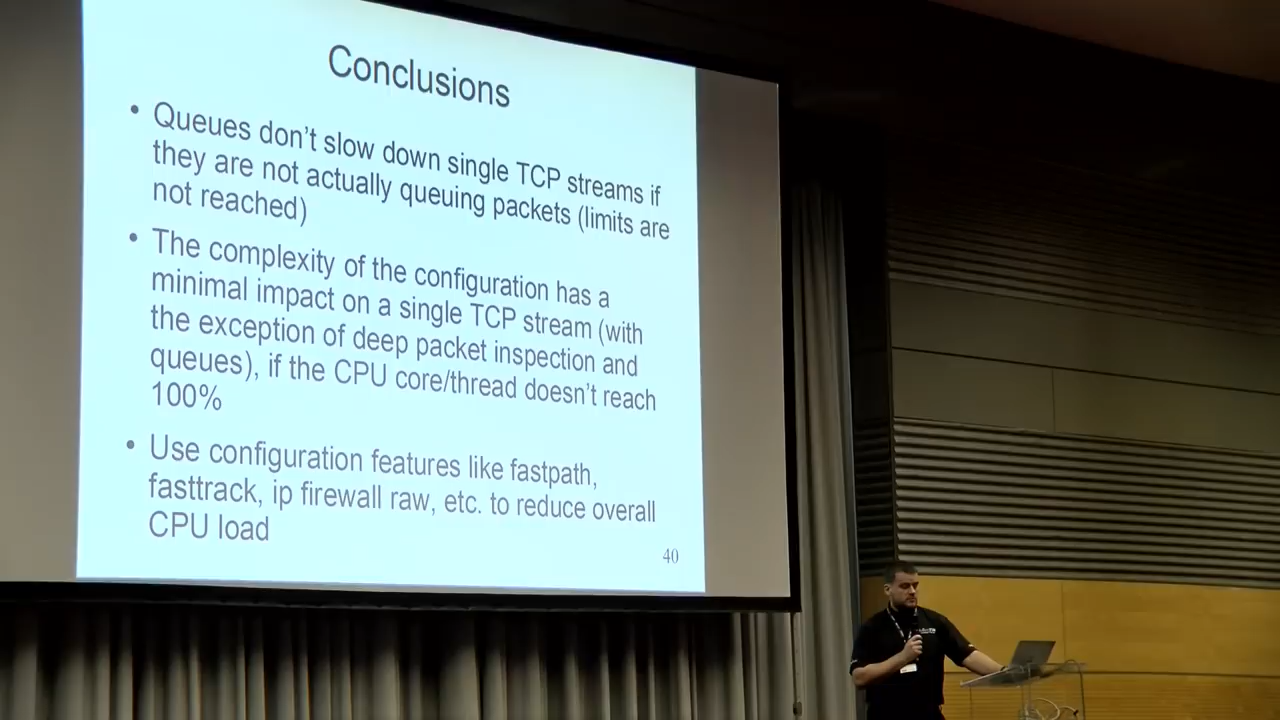 Conclusions
• Queues don't slow down single TCP streams if
they are not actually queuing packets (limits are
not reached)
• The complexity of the configuration has a
minimal impact on a single TCP stream (with
the exception of deep packet inspection and
queues), if the CPU core/thread doesn't reach
100%
• Use configuration features like fastpath,
fasttrack, ip firewall raw, etc. to reduce overall
CPU load
40